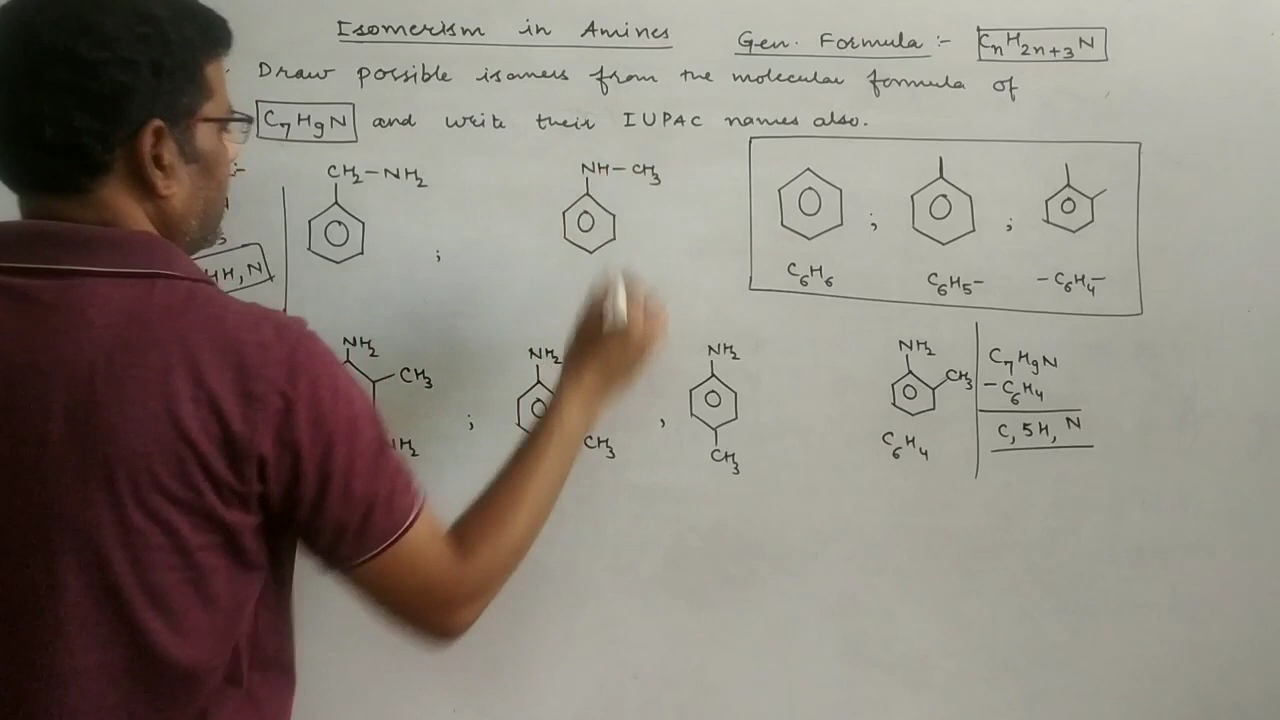 Isomerism in Amines Gen. Formula :- CnH2n+3N
Draw possible isomers from the molecular formula of
C7H9N and write their IUPAC names also.
CH2-NH2 NH-CH3
; ; ;
C6H6 C6H5- -C6H4-
4H, N
NH2 NH2 NH2 NH2 C7H9N
CH3 CH3 -C6H4
; , C, 5H, N
NH2 CH3 CH3 C6H4